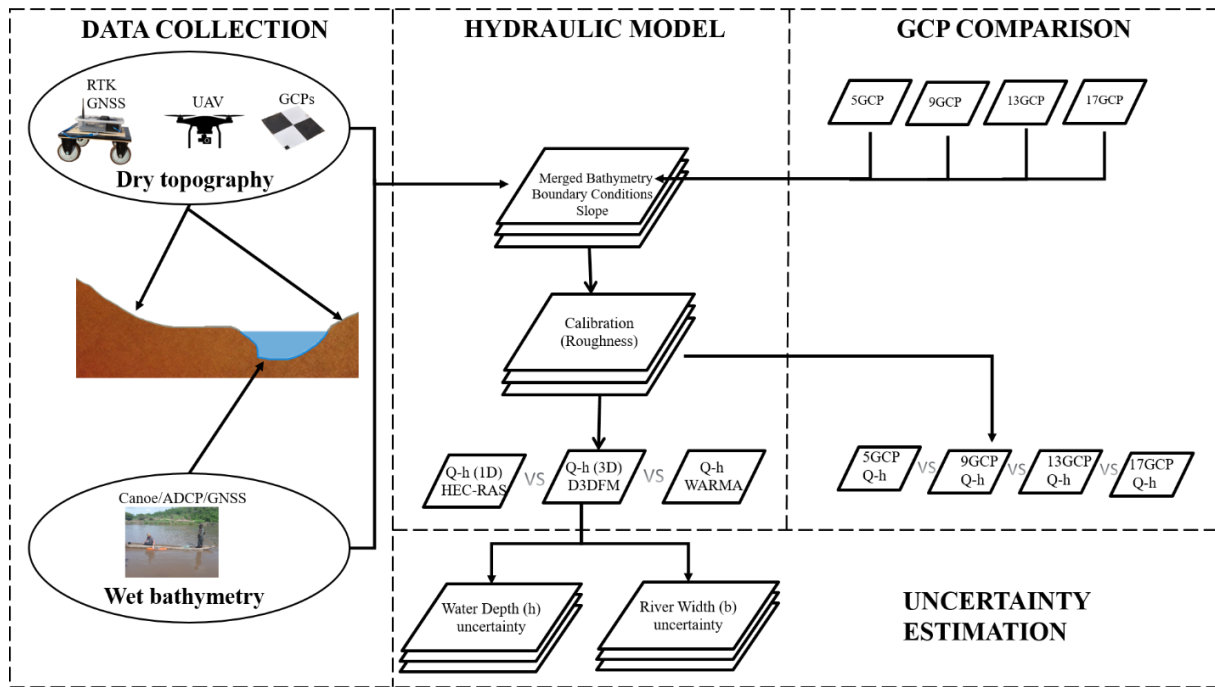 DATA COLLECTION
RTK
GNSS
UAV
GCPs
Dry topography
Canoe/ADCP/GNSS
Wet bathymetry
HYDRAULIC MODEL
Merged Bathymetry
Boundary Conditions
Slope
Calibration
(Roughness)
Q-h (1D)
HEC-RAS
VS
Q-h (3D)
D3DFM
VS
Q-h
WARMA
GCP COMPARISON
5GCP
9GCP
13GCP
17GCP
5GCP
Q-h
VS
9GCP
Q-h
VS
13GCP
Q-h
VS
17GCP
Q-h
Water Depth (h)
uncertainty
River Width (b)
uncertainty
UNCERTAINTY
ESTIMATION